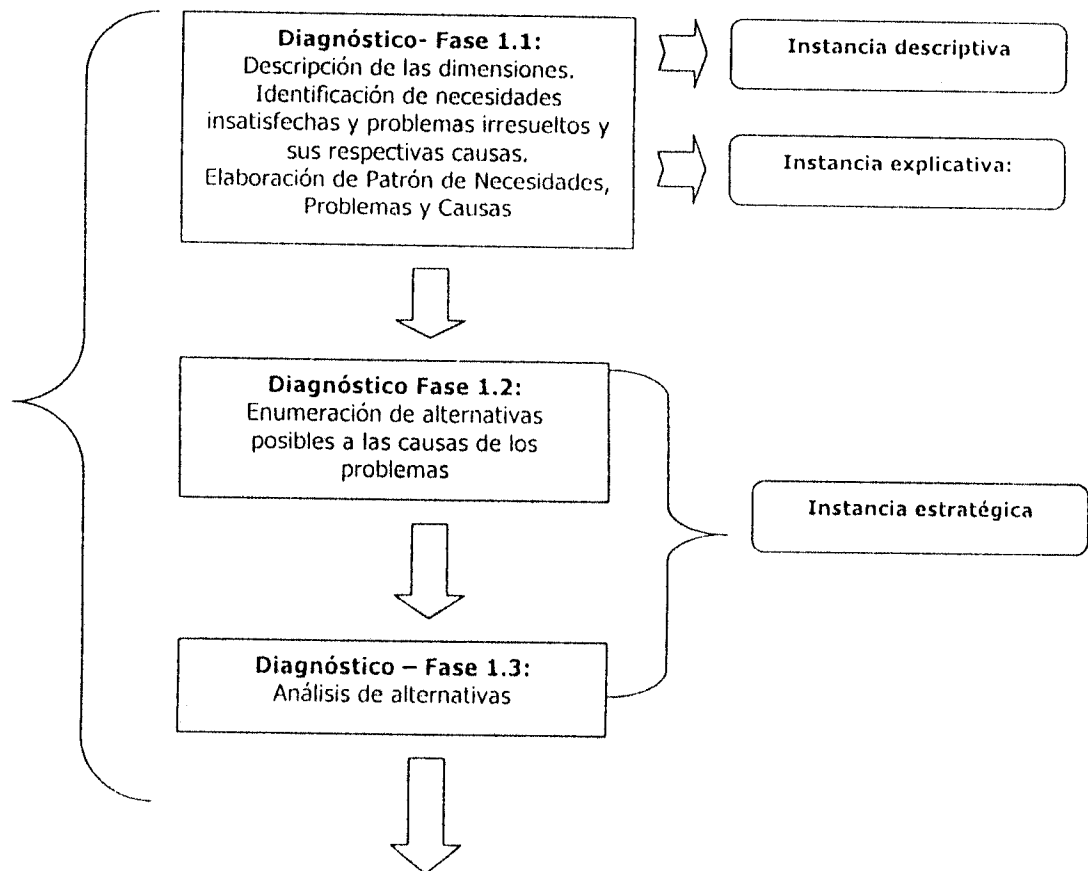 Diagnóstico- Fase 1.1:
Descripción de las dimensiones.
Identificación de necesidades
insatisfechas y problemas irresueltos y
sus respectivas causas.
Elaboración de Patrón de Necesidades,
Problemas y Causas
Instancia descriptiva
Instancia explicativa:
Diagnóstico Fase 1.2:
Enumeración de alternativas
posibles a las causas de los
problemas
Instancia estratégica
Diagnóstico – Fase 1.3:
Análisis de alternativas